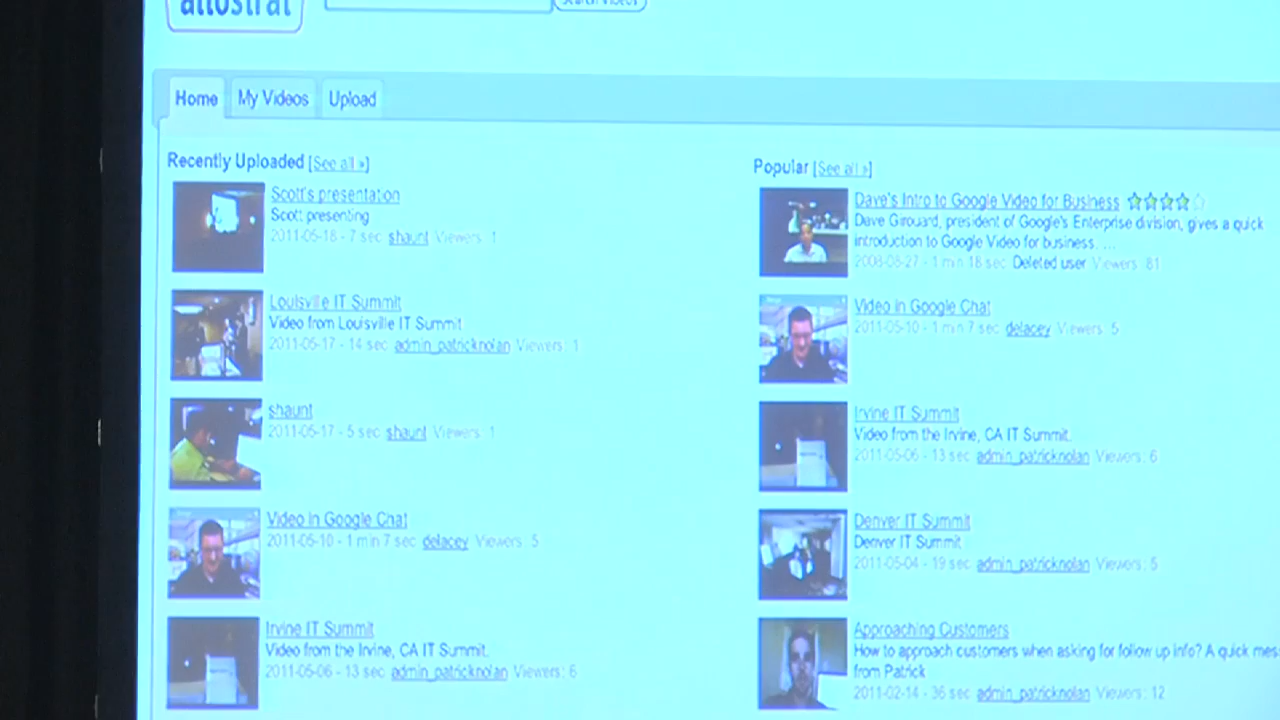 altostrat
Search Videos
Home
My Videos
Upload
Recently Uploaded [See all »]
Scott's presentation
Scott presenting
2011-05-18 - 7 sec shaunt Viewers: 1
Louisville IT Summit
Video from Louisville IT Summit
2011-05-17 - 14 sec admin_patricknolan Viewers: 1
shaunt
2011-05-17 - 5 sec shaunt Viewers: 1
Video in Google Chat
2011-05-10 - 1 min 7 sec delacey Viewers: 5
Irvine IT Summit
Video from the Irvine, CA IT Summit.
2011-05-06 - 13 sec admin_patricknolan Viewers: 6
Popular [See all »]
Dave's Intro to Google Video for Business
Dave Girouard, president of Google's Enterprise division, gives a quick
introduction to Google Video for business. ...
2008-08-27 - 1 min 18 sec Deleted user Viewers: 81
Video in Google Chat
2011-05-10 - 1 min 7 sec delacey Viewers: 5
Irvine IT Summit
Video from the Irvine, CA IT Summit.
2011-05-06 - 13 sec admin_patricknolan Viewers: 6
Denver IT Summit
Denver IT Summit
2011-05-04 - 19 sec admin_patricknolan Viewers: 5
Approaching Customers
How to approach customers when asking for follow up info? A quick mes
from Patrick
2011-02-14 - 36 sec admin_patricknolan Viewers: 12